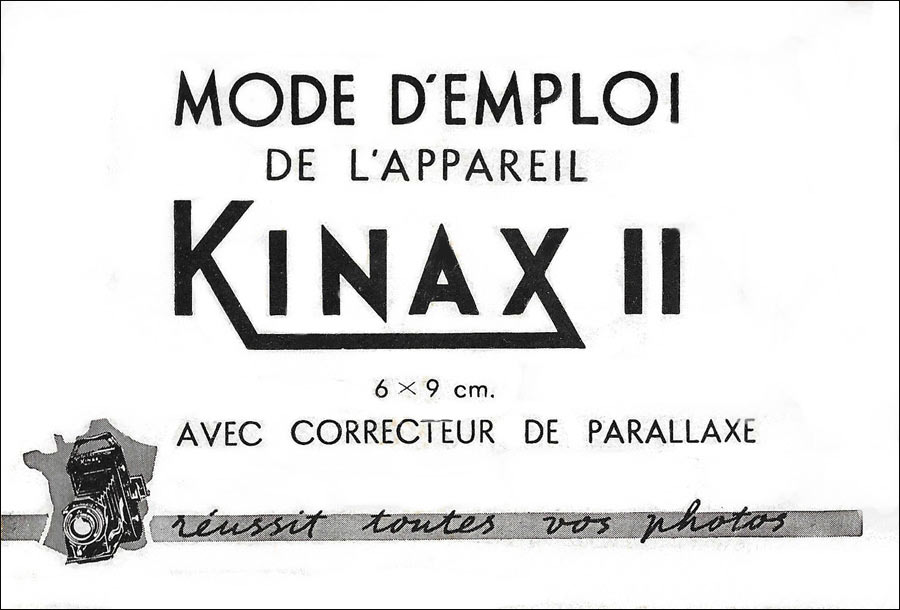 MODE D'EMPLOI
DE L'APPAREIL
KINAX II
6 × 9 cm.
AVEC CORRECTEUR DE PARALLAXE
réussit toutes vos photos